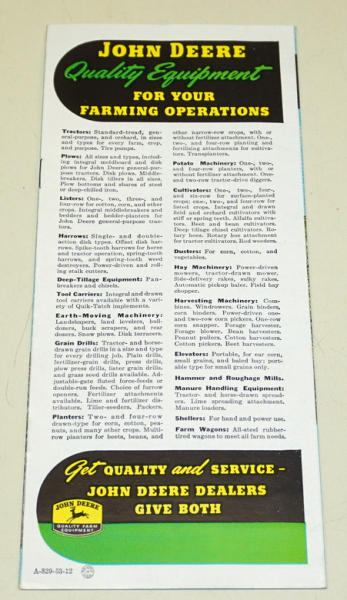 JOHN DEERE
Quality Equipment
FOR YOUR
FARMING OPERATIONS
Tractors: Standard-tread, gen-
eral-purpose, and orchard, in sizes
and types for every farm, crop,
and purpose. Tire pumps.
Plows: All sizes and types, includ-
ing integral moldboard and disk
plows for John Deere general-pur-
pose tractors. Disk plows. Middle-
breakers. Disk tillers in all sizes.
Plow bottoms and shares of steel
or deep-chilled iron.
Listers: One-, two, three-, and
four-row for cotton, corn, and other
crops. Integral middlebreakers and
bedders and bedder-planters for
John Deere general-purpose trac-
tors.
Harrows: Single- and double-
action disk types. Offset disk har-
rows. Spike-tooth harrows for horse
and tractor operation, spring-tooth
harrows, and spring-tooth weed
destroyers. Power-driven and roll-
ing stalk cutters.
Deep-Tillage Equipment: Pan-
breakers and chisels.
Tool Carriers: Integral and drawn
tool carriers available with a vari-
ety of Quik-Tatch implements.
Earth-Moving Machinery:
Landshapers, land levelers, bull-
dozers, buck scrapers, and rear
dozers. Snow plows. Disk terracers.
Grain Drills: Tractor- and horse-
drawn grain drills in a size and type
for every drilling job. Plain drills,
fertilizer-grain drills, press drills,
plow press drills, lister grain drills,
and grass seed drills available. Ad-
justable-gate fluted force-feeds or
double-run feeds. Choice of furrow
openers. Fertilizer attachments
available. Lime and fertilizer dis-
tributors. Tiller-seeders. Packers.
Planters: Two- and four-row
drawn-type for corn, cotton, pea-
nuts, and many other crops. Multi-
row planters for beets, beans, and
other narrow-row crops, with or
without fertilizer attachment. One-,
two-, and four-row planting and
fertilizing attachments for cultiva-
tors. Transplanters.
Potato Machinery: One-, two-,
and four-row planters, with or
without fertilizer attachment. One-
and two-row tractor-drive diggers.
Cultivators: One-, two-, four-,
and six-row for surface-planted
crops; one, two, and four-row for
listed crops. Integral and drawn
field and orchard cultivators with
stiff or spring teeth. Alfalfa cultiva-
tors. Beet and bean cultivators.
Deep tillage chisel cultivators. Ro-
tary hoes. Rotary hoe attachment
for tractor cultivators. Rod weeders.
Dusters: For corn, cotton, and
vegetables.
Hay Machinery: Power-driven
mowers, tractor-drawn mower.
Side-delivery rakes, sulky rakes.
Automatic pickup baler. Field hay
chopper.
Harvesting Machinery: Com-
bines. Windrowers. Grain binders,
corn binders. Power-driven one-
and two-row corn pickers. One-row
corn snapper. Forage harvester,
Forage blower. Bean harvesters.
Peanut pullers. Cotton harvesters.
Cotton pickers. Beet harvesters.
Elevators: Portable, for ear corn,
small grains, and baled hay; porta-
ble type for small grains only.
Hammer and Roughage Mills.
Manure Handling Equipment:
Tractor- and horse-drawn spread-
ers. Lime spreading attachment.
Manure loaders.
Shellers: For hand and power use.
Farm Wagons: All-steel rubber-
tired wagons to meet all farm needs.
Get QUALITY and SERVICE-
JOHN DEERE DEALERS
GIVE BOTH
JOHN DEERE
QUALITY FARM
EQUIPMENT
A-829-53-12